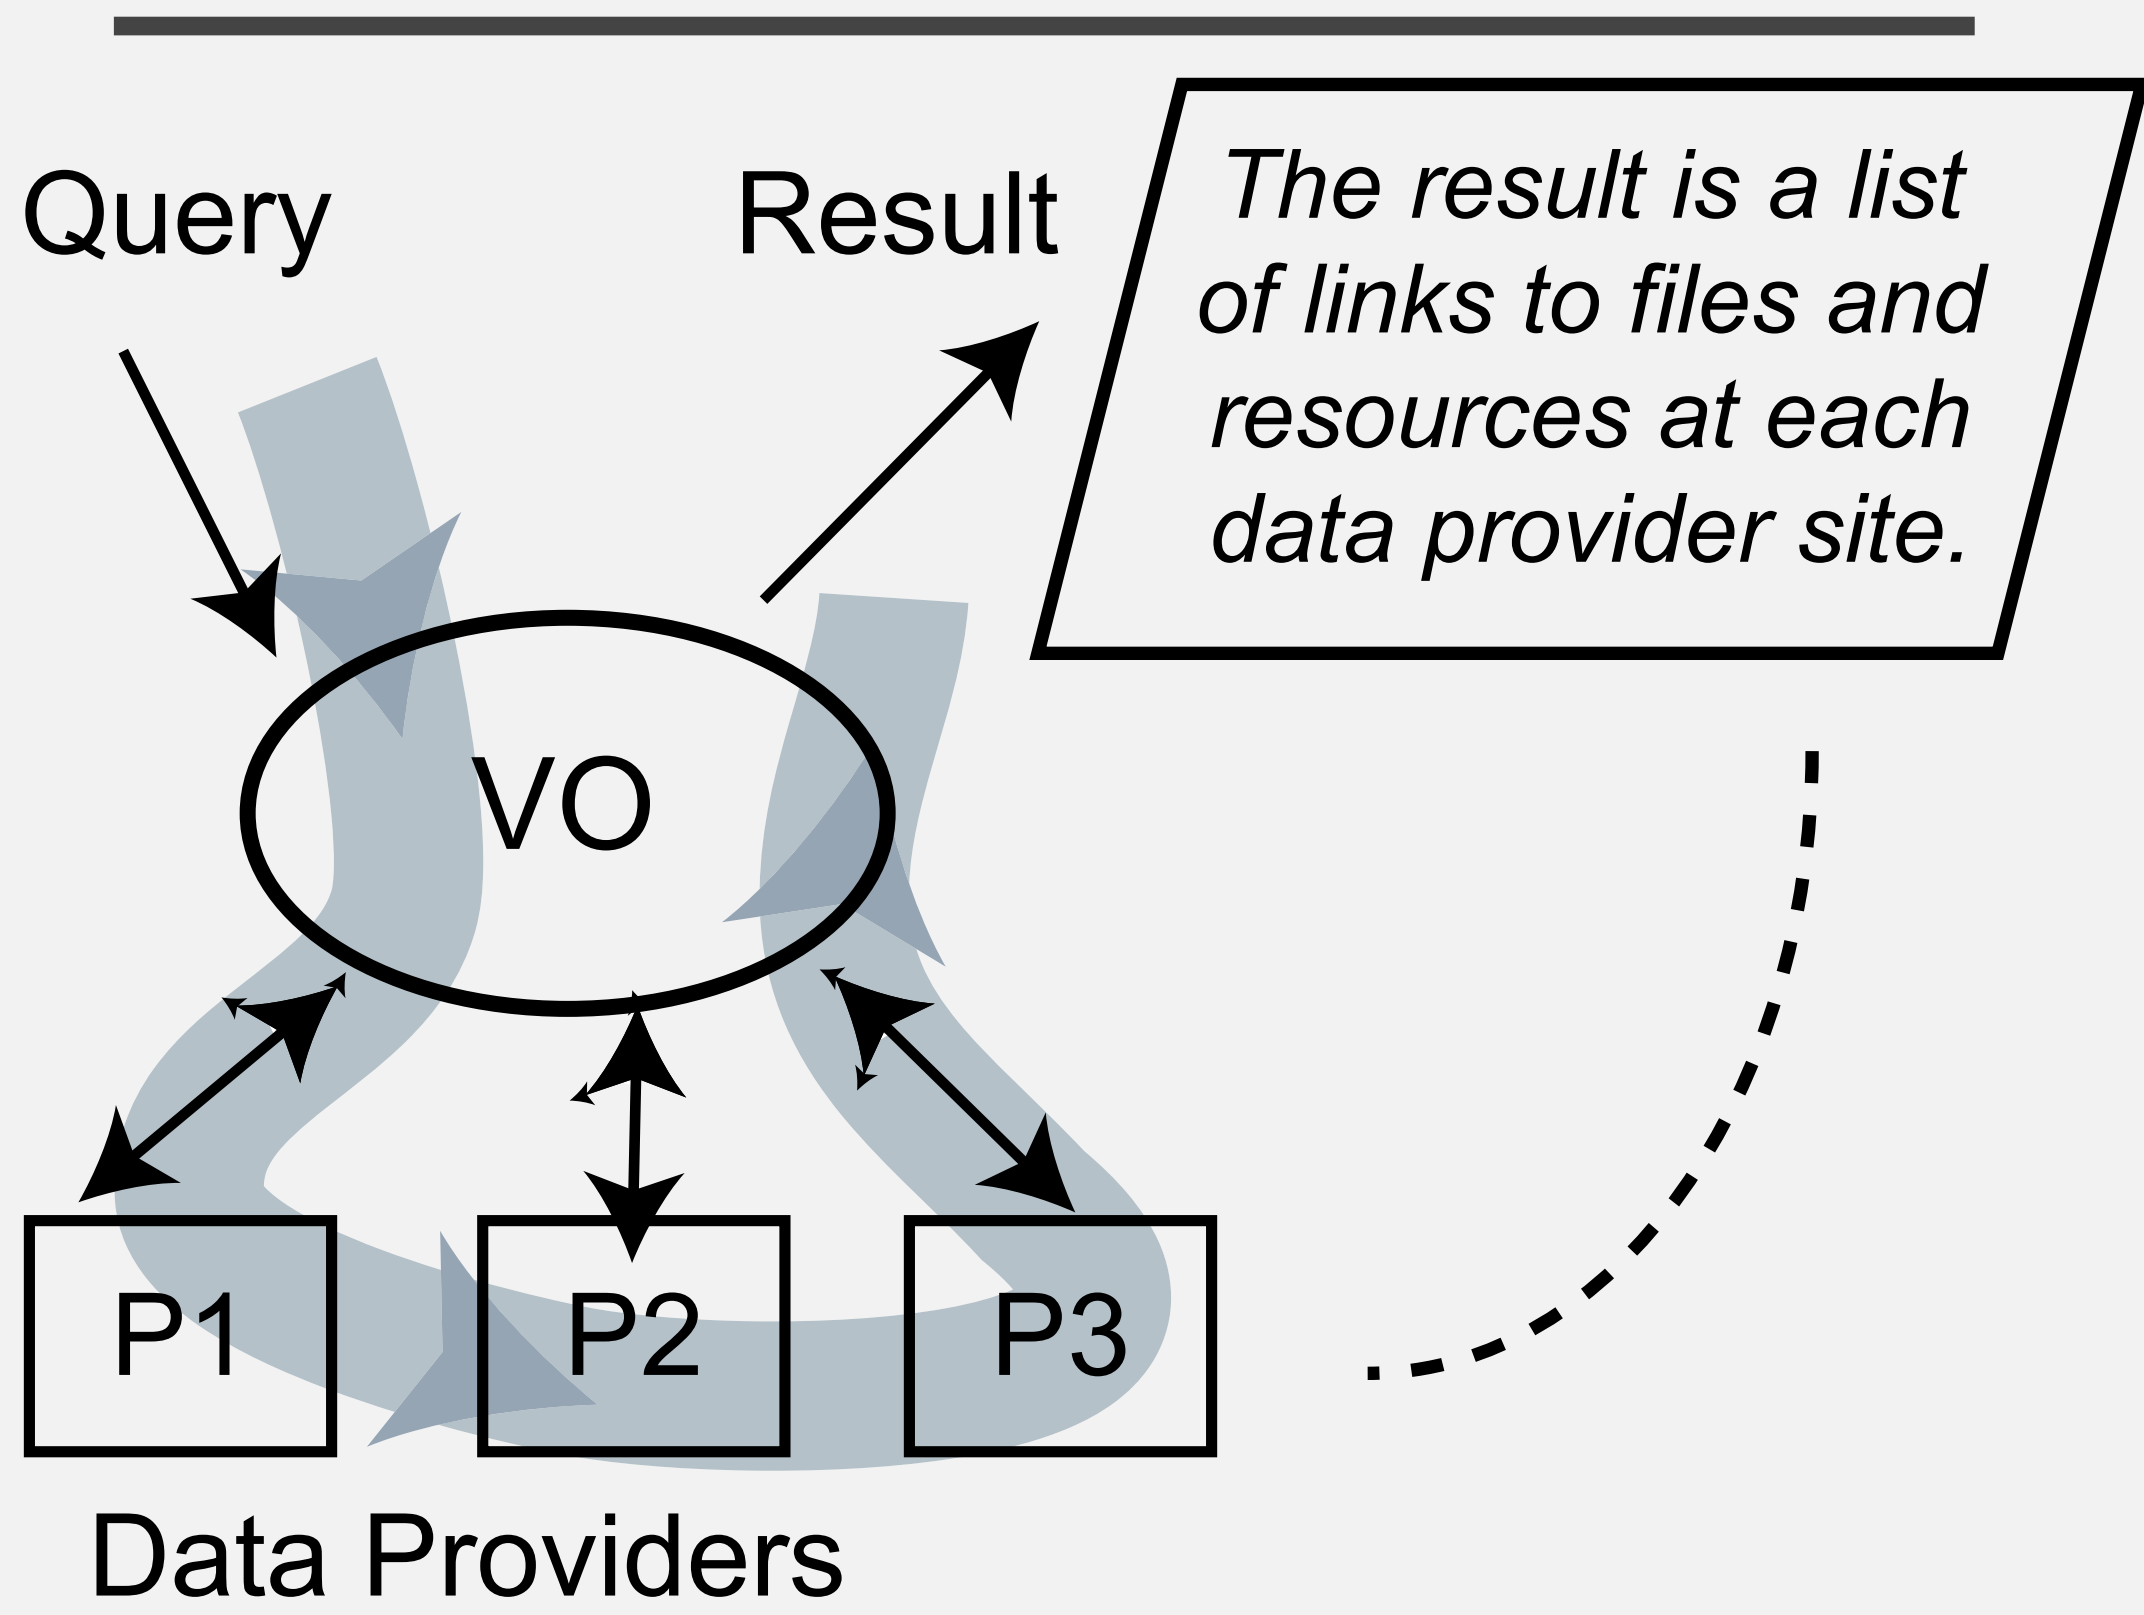 Query
Result
The result is a list
of links to files and
resources at each
data provider site.
VO
P1
P2
P3
Data Providers